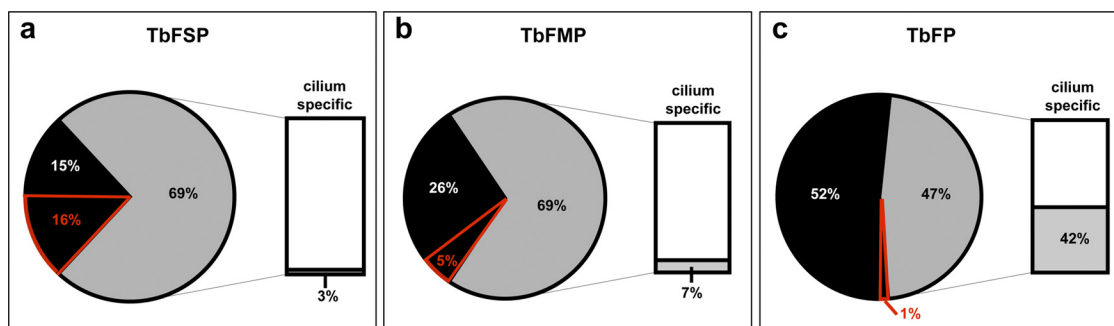 a
TbFSP
cilium
specific
15%
69%
16%
3%
b
TbFMP
cilium
specific
26%
69%
5%
7%
c
TbFP
cilium
specific
52%
47%
42%
1%